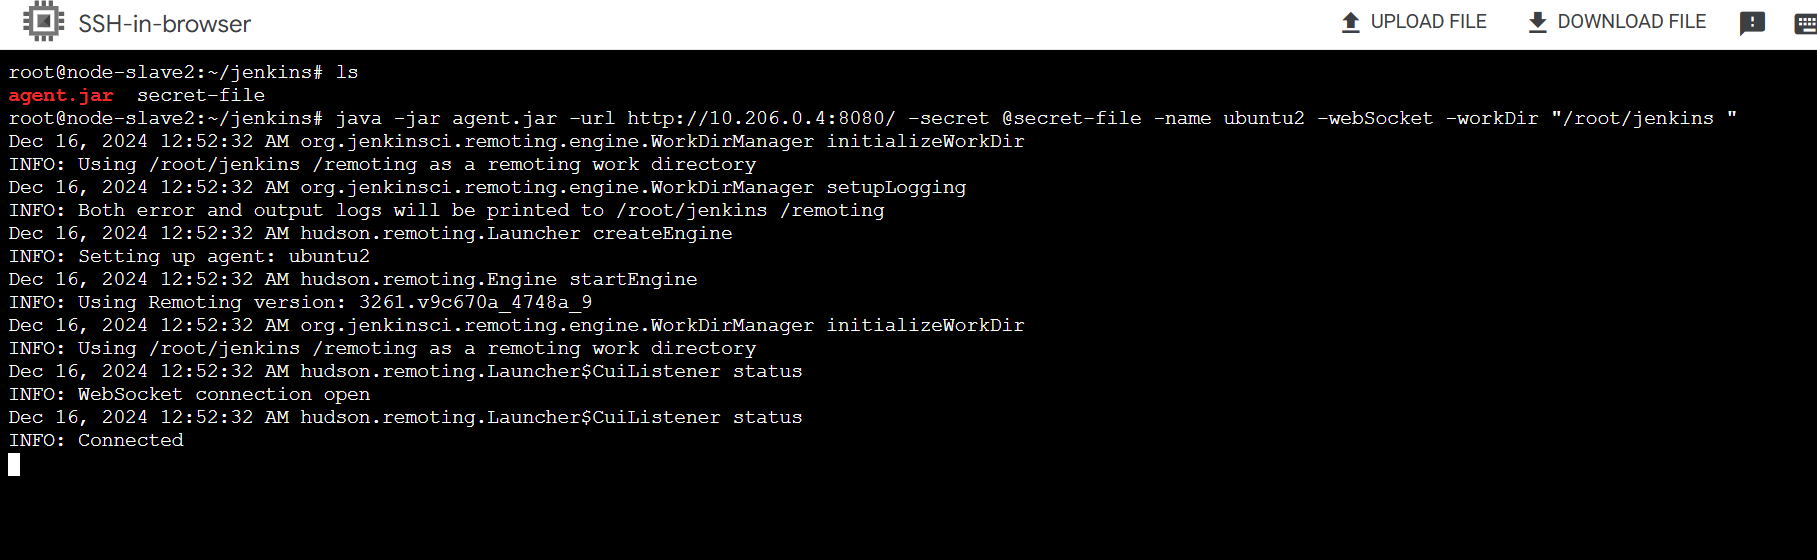 SSH-in-browser
UPLOAD FILE
DOWNLOAD FILE
root@node-slave2:~/jenkins# ls
agent.jar  secret-file
root@node-slave2:~/jenkins# java -jar agent.jar -url http://10.206.0.4:8080/ -secret @secret-file -name ubuntu2 -webSocket -workDir "/root/jenkins "
Dec 16, 2024 12:52:32 AM org.jenkinsci.remoting.engine.WorkDirManager initializeWorkDir
INFO: Using /root/jenkins /remoting as a remoting work directory
Dec 16, 2024 12:52:32 AM org.jenkinsci.remoting.engine.WorkDirManager setupLogging
INFO: Both error and output logs will be printed to /root/jenkins /remoting
Dec 16, 2024 12:52:32 AM hudson.remoting.Launcher createEngine
INFO: Setting up agent: ubuntu2
Dec 16, 2024 12:52:32 AM hudson.remoting.Engine startEngine
INFO: Using Remoting version: 3261.v9c670a_4748a_9
Dec 16, 2024 12:52:32 AM org.jenkinsci.remoting.engine.WorkDirManager initializeWorkDir
INFO: Using /root/jenkins /remoting as a remoting work directory
Dec 16, 2024 12:52:32 AM hudson.remoting.Launcher$CuiListener status
INFO: WebSocket connection open
Dec 16, 2024 12:52:32 AM hudson.remoting.Launcher$CuiListener status
INFO: Connected